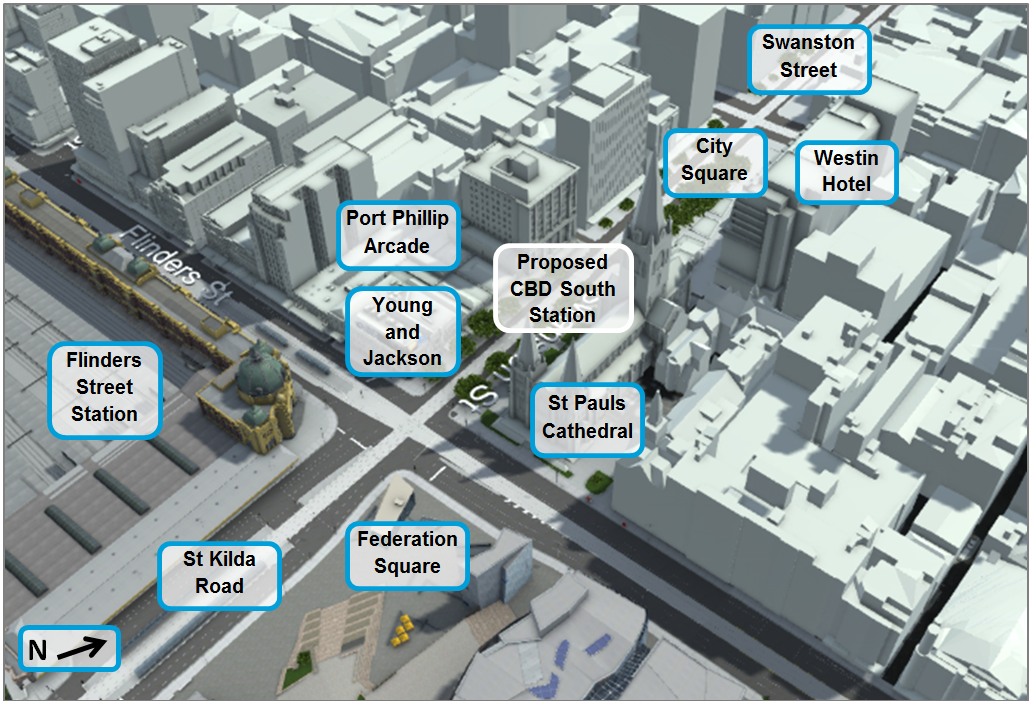 Swanston
Street
City
Square
Westin
Hotel
Port Phillip
Arcade
Proposed
CBD South
Station
Flinders St
Young
and
Jackson
Flinders
Street
Station
St Pauls
Cathedral
Federation
Square
St Kilda
Road
N